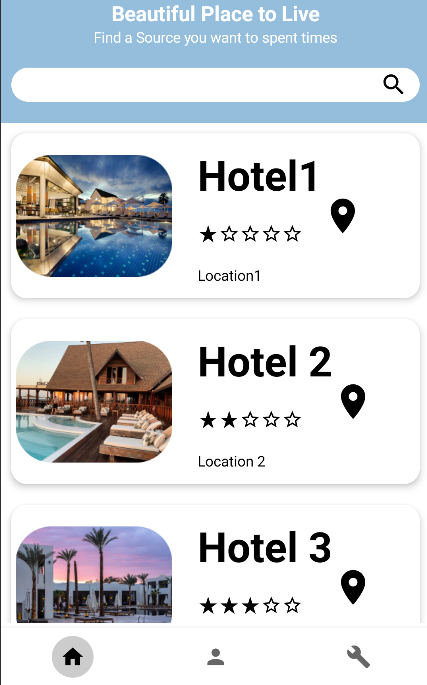 Beautiful Place to Live
Find a Source you want to spent times
Hotel1
Location1
Hotel 2
Location 2
Hotel 3